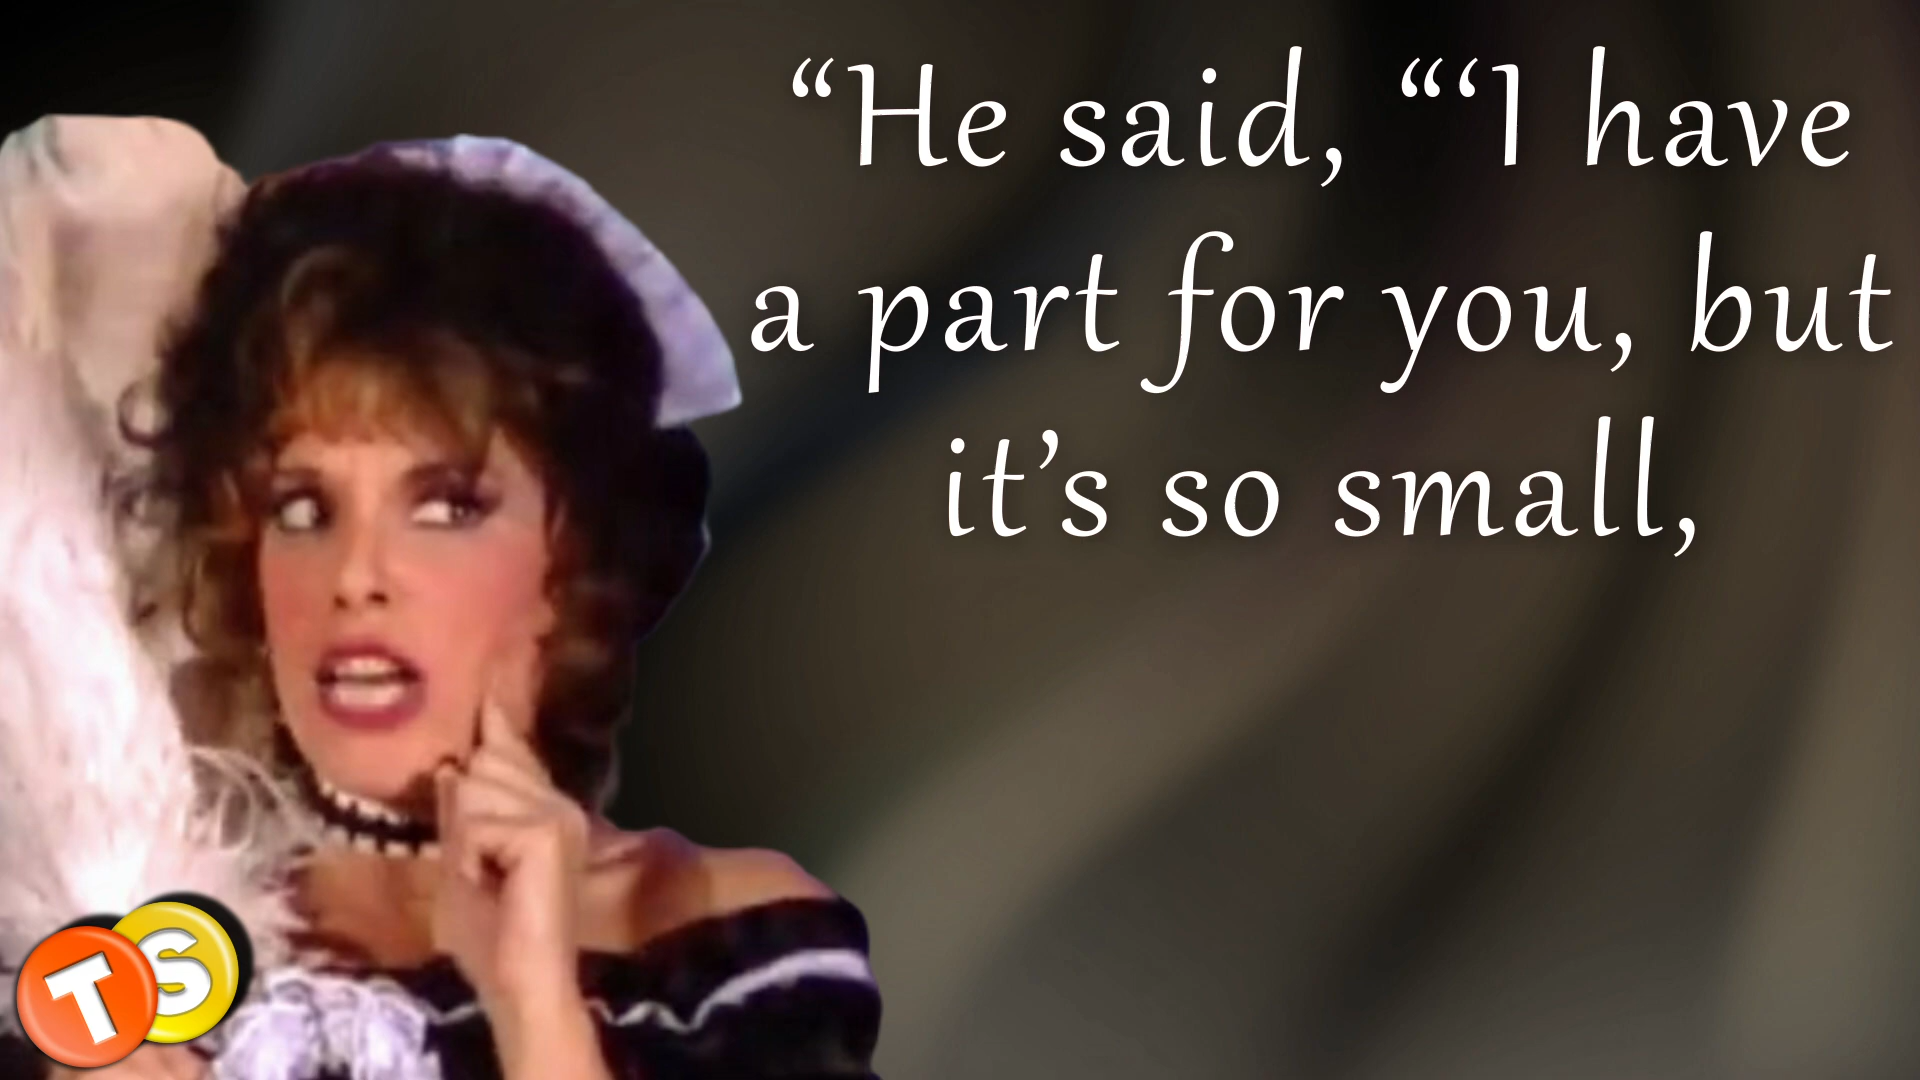 “He said, “‘I have
a part for you, but
it’s so small,
TS